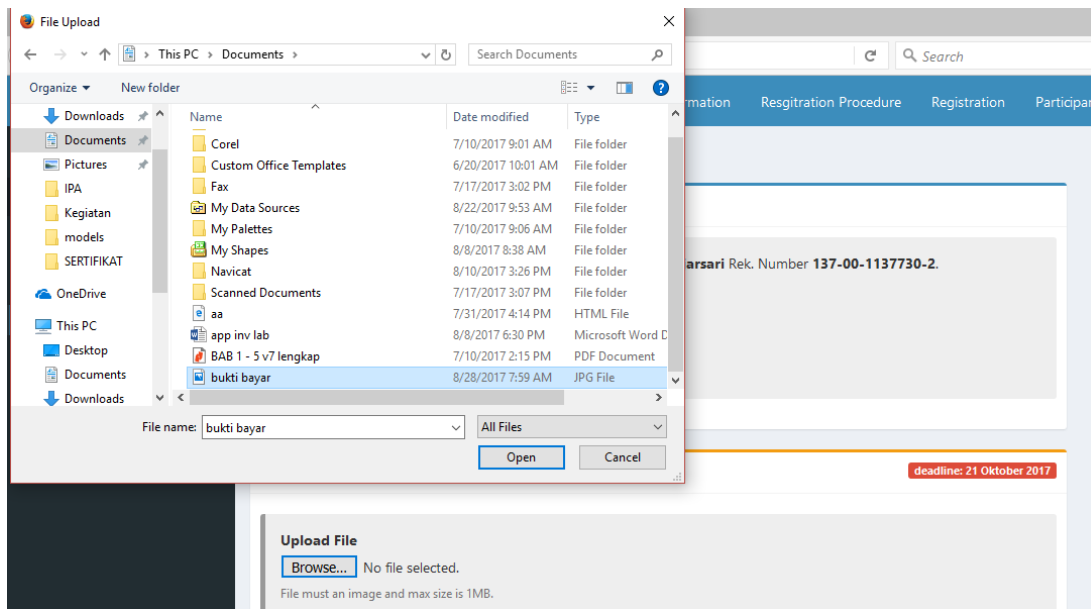 File Upload
This PC > Documents >
Search Documents
Search
Organize
New folder
Resgitration Procedure
Registration
Downloads
Documents
Pictures
IPA
Kegiatan
models
SERTIFIKAT
OneDrive
This PC
Desktop
Documents
Downloads
Name Date modified Type
Corel 7/10/2017 9:01 AM File folder
Custom Office Templates 6/20/2017 10:01 AM File folder
Fax 7/17/2017 3:02 PM File folder
My Data Sources 8/22/2017 9:53 AM File folder
My Palettes 7/10/2017 9:06 AM File folder
My Shapes 8/8/2017 8:38 AM File folder
Navicat 8/10/2017 3:26 PM File folder
Scanned Documents 7/17/2017 3:07 PM File folder
aa 7/31/2017 4:14 PM HTML File
app inv lab 8/8/2017 6:30 PM Microsoft Word D
BAB 1 - 5 v7 lengkap 7/10/2017 2:15 PM PDF Document
bukti bayar 8/28/2017 7:59 AM JPG File
File name: bukti bayar
All Files
Open
Cancel
arsari Rek. Number 137-00-1137730-2.
deadline: 21 Oktober 2017
Upload File
Browse... No file selected.
File must an image and max size is 1MB.